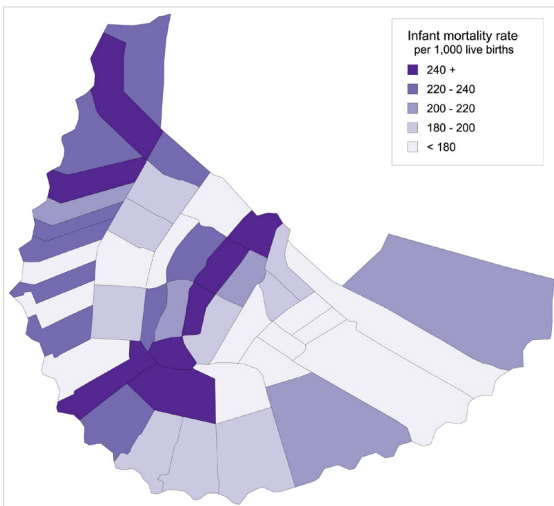 Infant mortality rate
per 1,000 live births
240 +
220 - 240
200 - 220
180 - 200
< 180